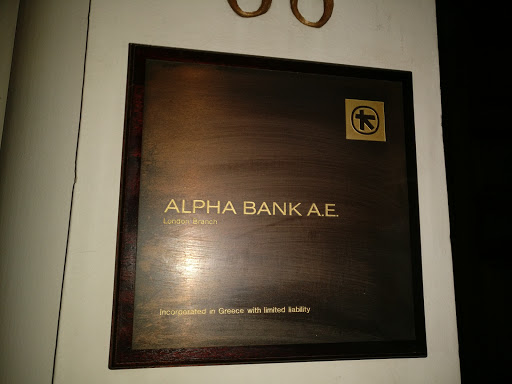 ALPHA BANK A.E.
London Branch
Incorporated in Greece with limited liability